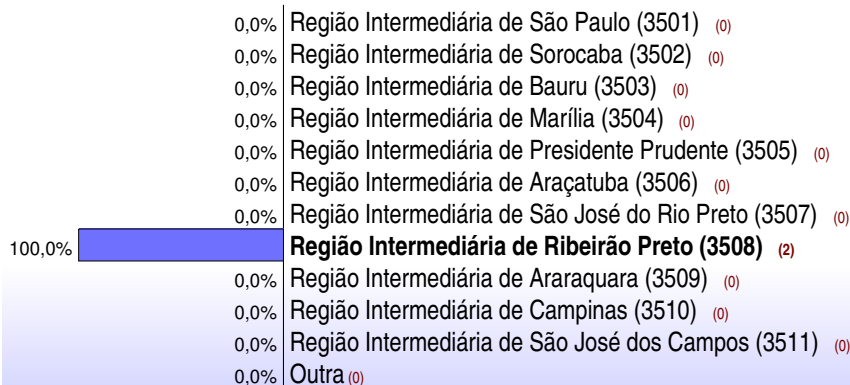 0,0% Região Intermediária de São Paulo (3501) (0)
0,0% Região Intermediária de Sorocaba (3502) (0)
0,0% Região Intermediária de Bauru (3503) (0)
0,0% Região Intermediária de Marília (3504) (0)
0,0% Região Intermediária de Presidente Prudente (3505) (0)
0,0% Região Intermediária de Araçatuba (3506) (0)
0,0% Região Intermediária de São José do Rio Preto (3507) (0)
100,0% Região Intermediária de Ribeirão Preto (3508) (2)
0,0% Região Intermediária de Araraquara (3509) (0)
0,0% Região Intermediária de Campinas (3510) (0)
0,0% Região Intermediária de São José dos Campos (3511) (0)
0,0% Outra (0)